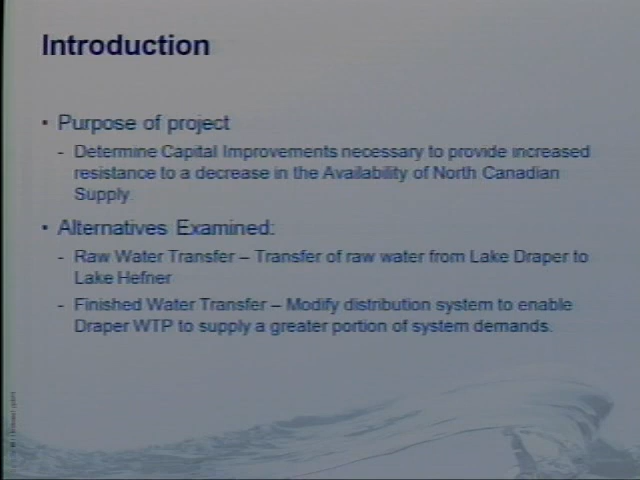 Introduction
• Purpose of project
- Determine Capital Improvements necessary to provide increased
resistance to a decrease in the Availability of North Canadian
Supply.
• Alternatives Examined:
- Raw Water Transfer – Transfer of raw water from Lake Draper to
Lake Hefner
- Finished Water Transfer – Modify distribution system to enable
Draper WTP to supply a greater portion of system demands.